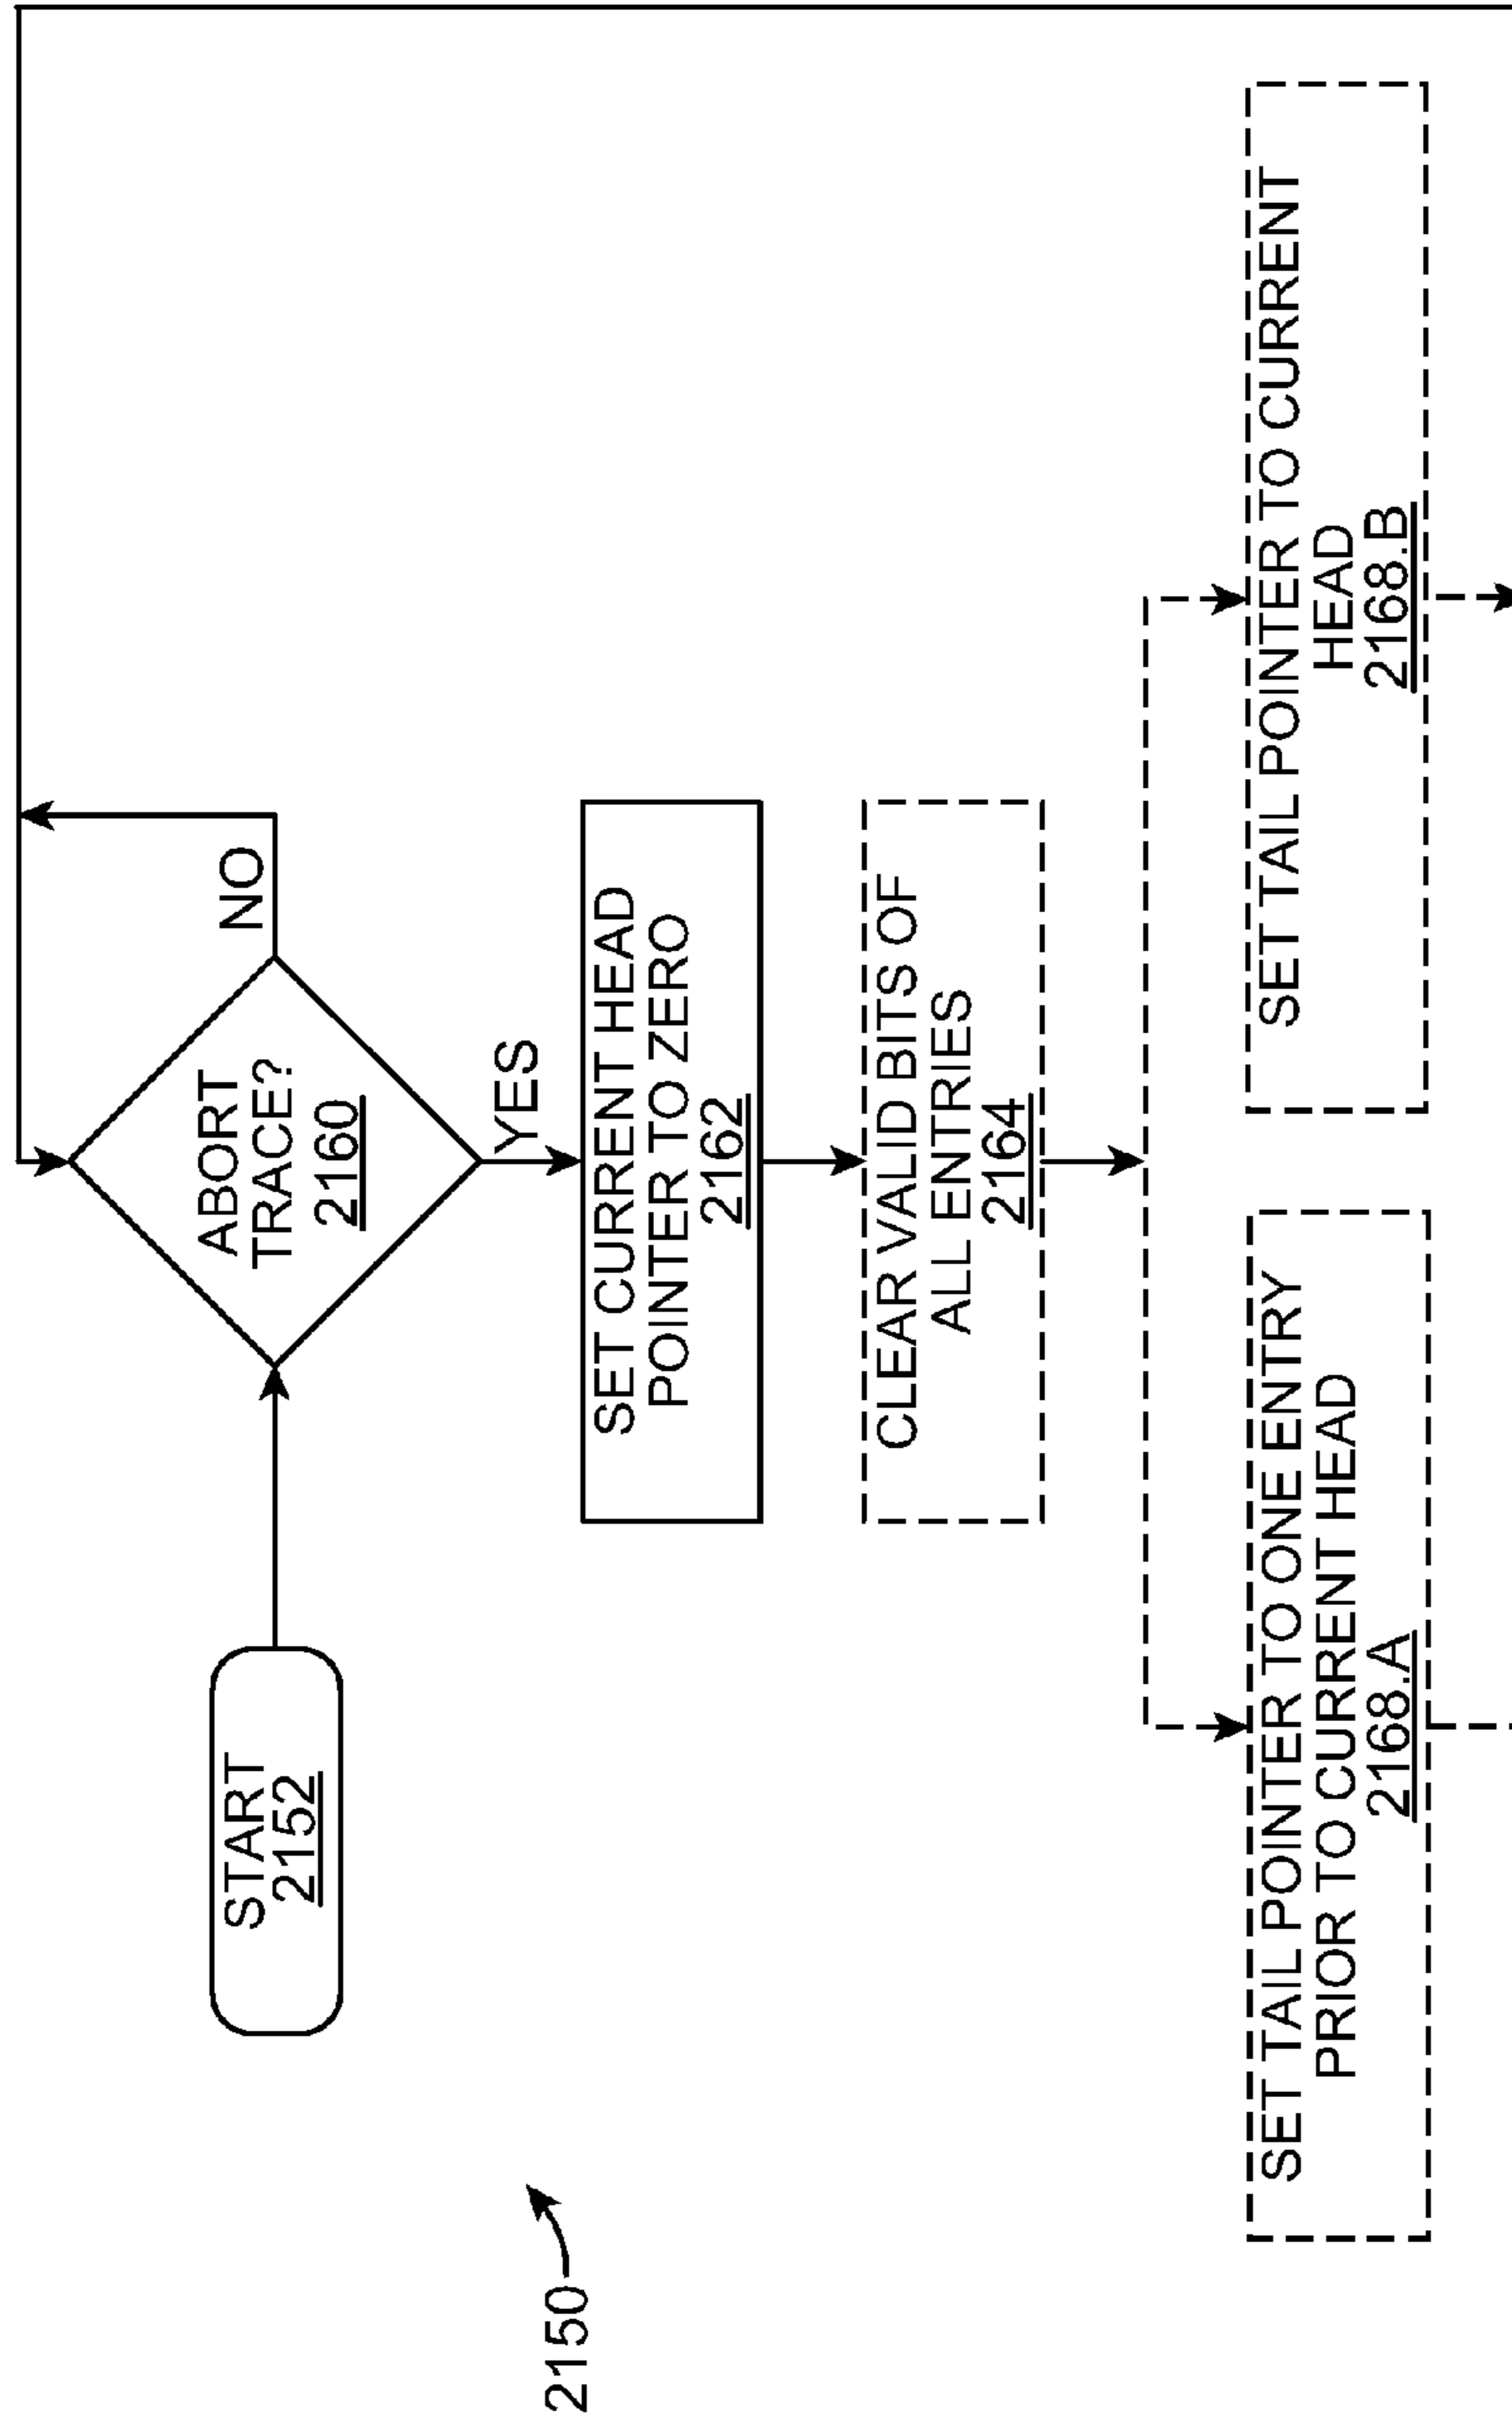 2150
START
2152
ABORT
TRACE?
2160
NO
YES
SET CURRENT HEAD
POINTER TO ZERO
2162
CLEAR VALID BITS OF
ALL ENTRIES
2164
SET TAIL POINTER TO ONE ENTRY
PRIOR TO CURRENT HEAD
2168.A
SET TAIL POINTER TO CURRENT
HEAD
2168.B